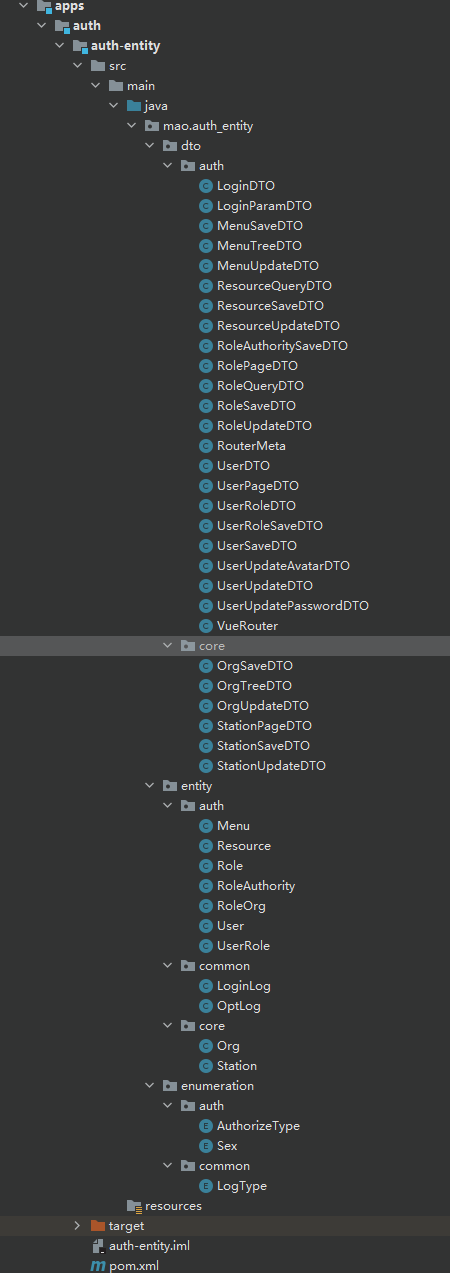 apps
auth
auth-entity
src
main
java
mao.auth_entity
dto
auth
LoginDTO
LoginParamDTO
MenuSaveDTO
MenuTreeDTO
MenuUpdateDTO
ResourceQueryDTO
ResourceSaveDTO
ResourceUpdateDTO
RoleAuthoritySaveDTO
RolePageDTO
RoleQueryDTO
RoleSaveDTO
RoleUpdateDTO
RouterMeta
UserDTO
UserPageDTO
UserRoleDTO
UserRoleSaveDTO
UserSaveDTO
UserUpdateAvatarDTO
UserUpdateDTO
UserUpdatePasswordDTO
VueRouter
core
OrgSaveDTO
OrgTreeDTO
OrgUpdateDTO
StationPageDTO
StationSaveDTO
StationUpdateDTO
entity
auth
Menu
Resource
Role
RoleAuthority
RoleOrg
User
UserRole
common
LoginLog
OptLog
core
Org
Station
enumeration
auth
AuthorizeType
Sex
common
LogType
resources
target
auth-entity.iml
pom.xml